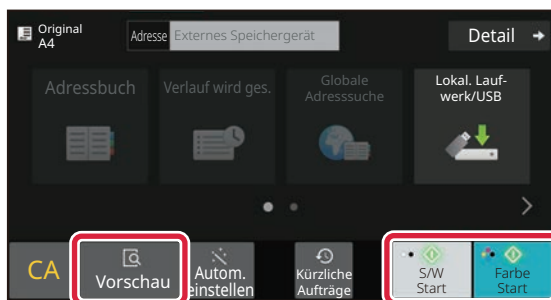 Original
A4
Adresse
Externes Speichergerät
Detail
Adressbuch
Verlauf wird ges.
Globale
Adresssuche
Lokal. Lauf-
werk/USB
CA
Vorschau
Autom.
einstellen
Kürzliche
Aufträge
S/W
Start
Farbe
Start